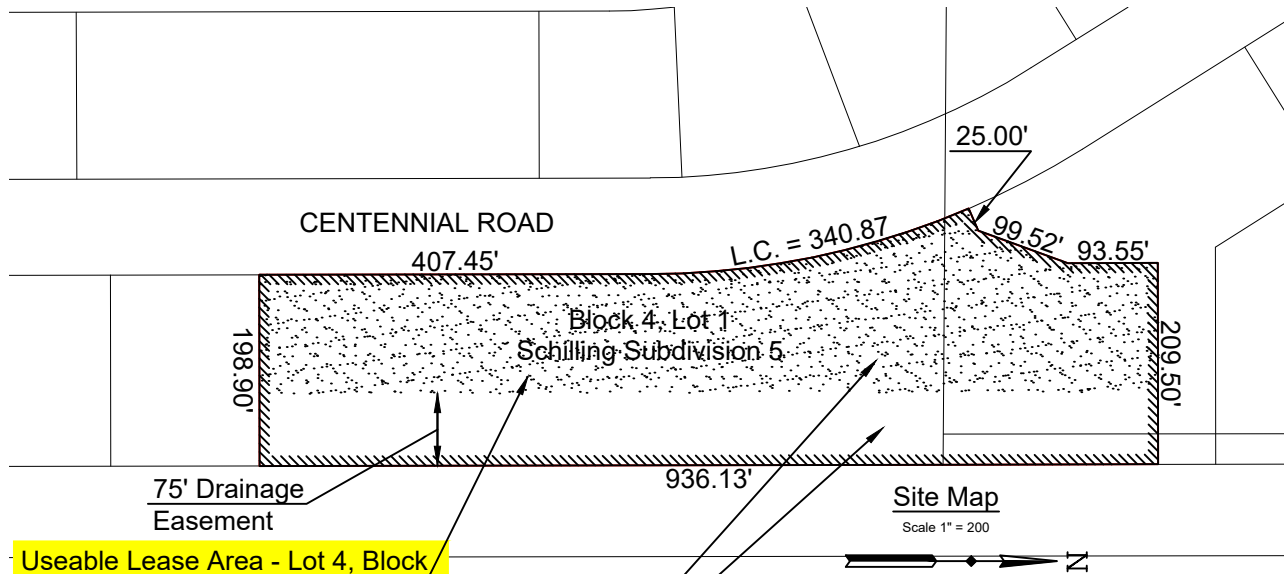 25.00'
CENTENNIAL ROAD
L.C. = 340.87
99.52'
93.55'
407.45'
Block 4, Lot 1
Schilling Subdivision 5
198.90'
209.50'
936.13'
75' Drainage
Easement
Site Map
Scale 1" = 200
Useable Lease Area - Lot 4, Block
N